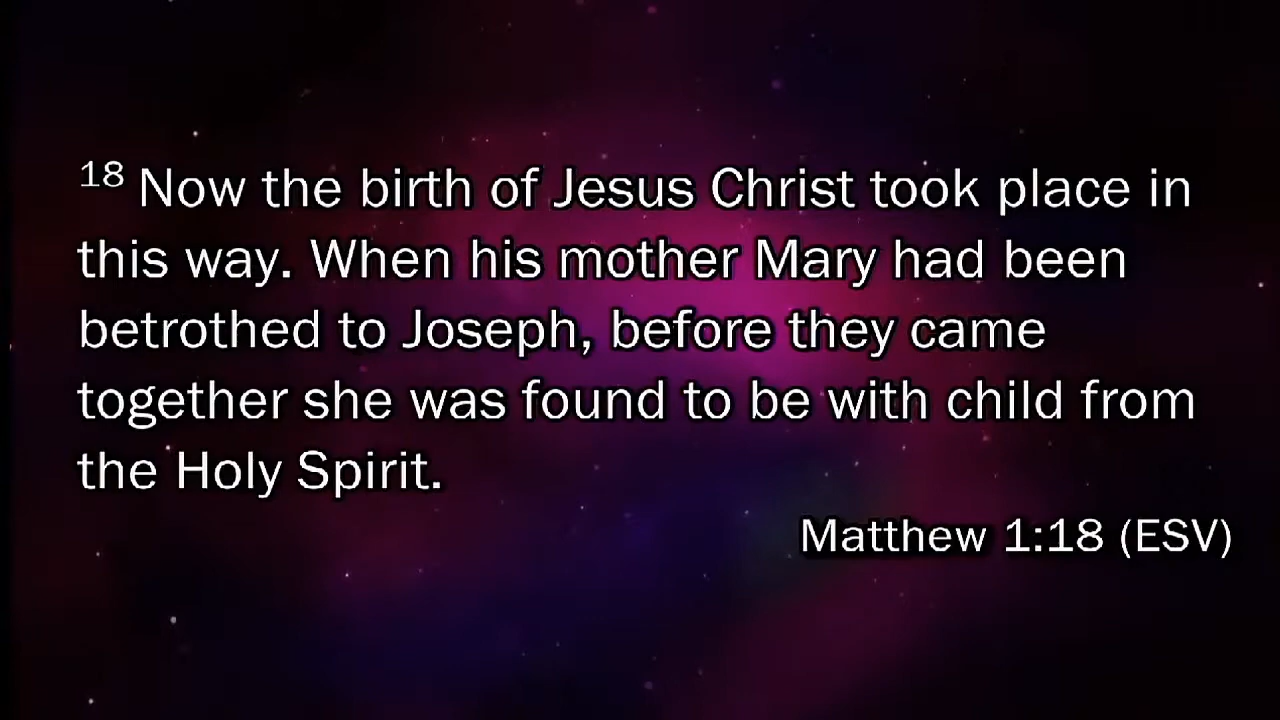 18 Now the birth of Jesus Christ took place in
this way. When his mother Mary had been
betrothed to Joseph, before they came
together she was found to be with child from
the Holy Spirit.
Matthew 1:18 (ESV)